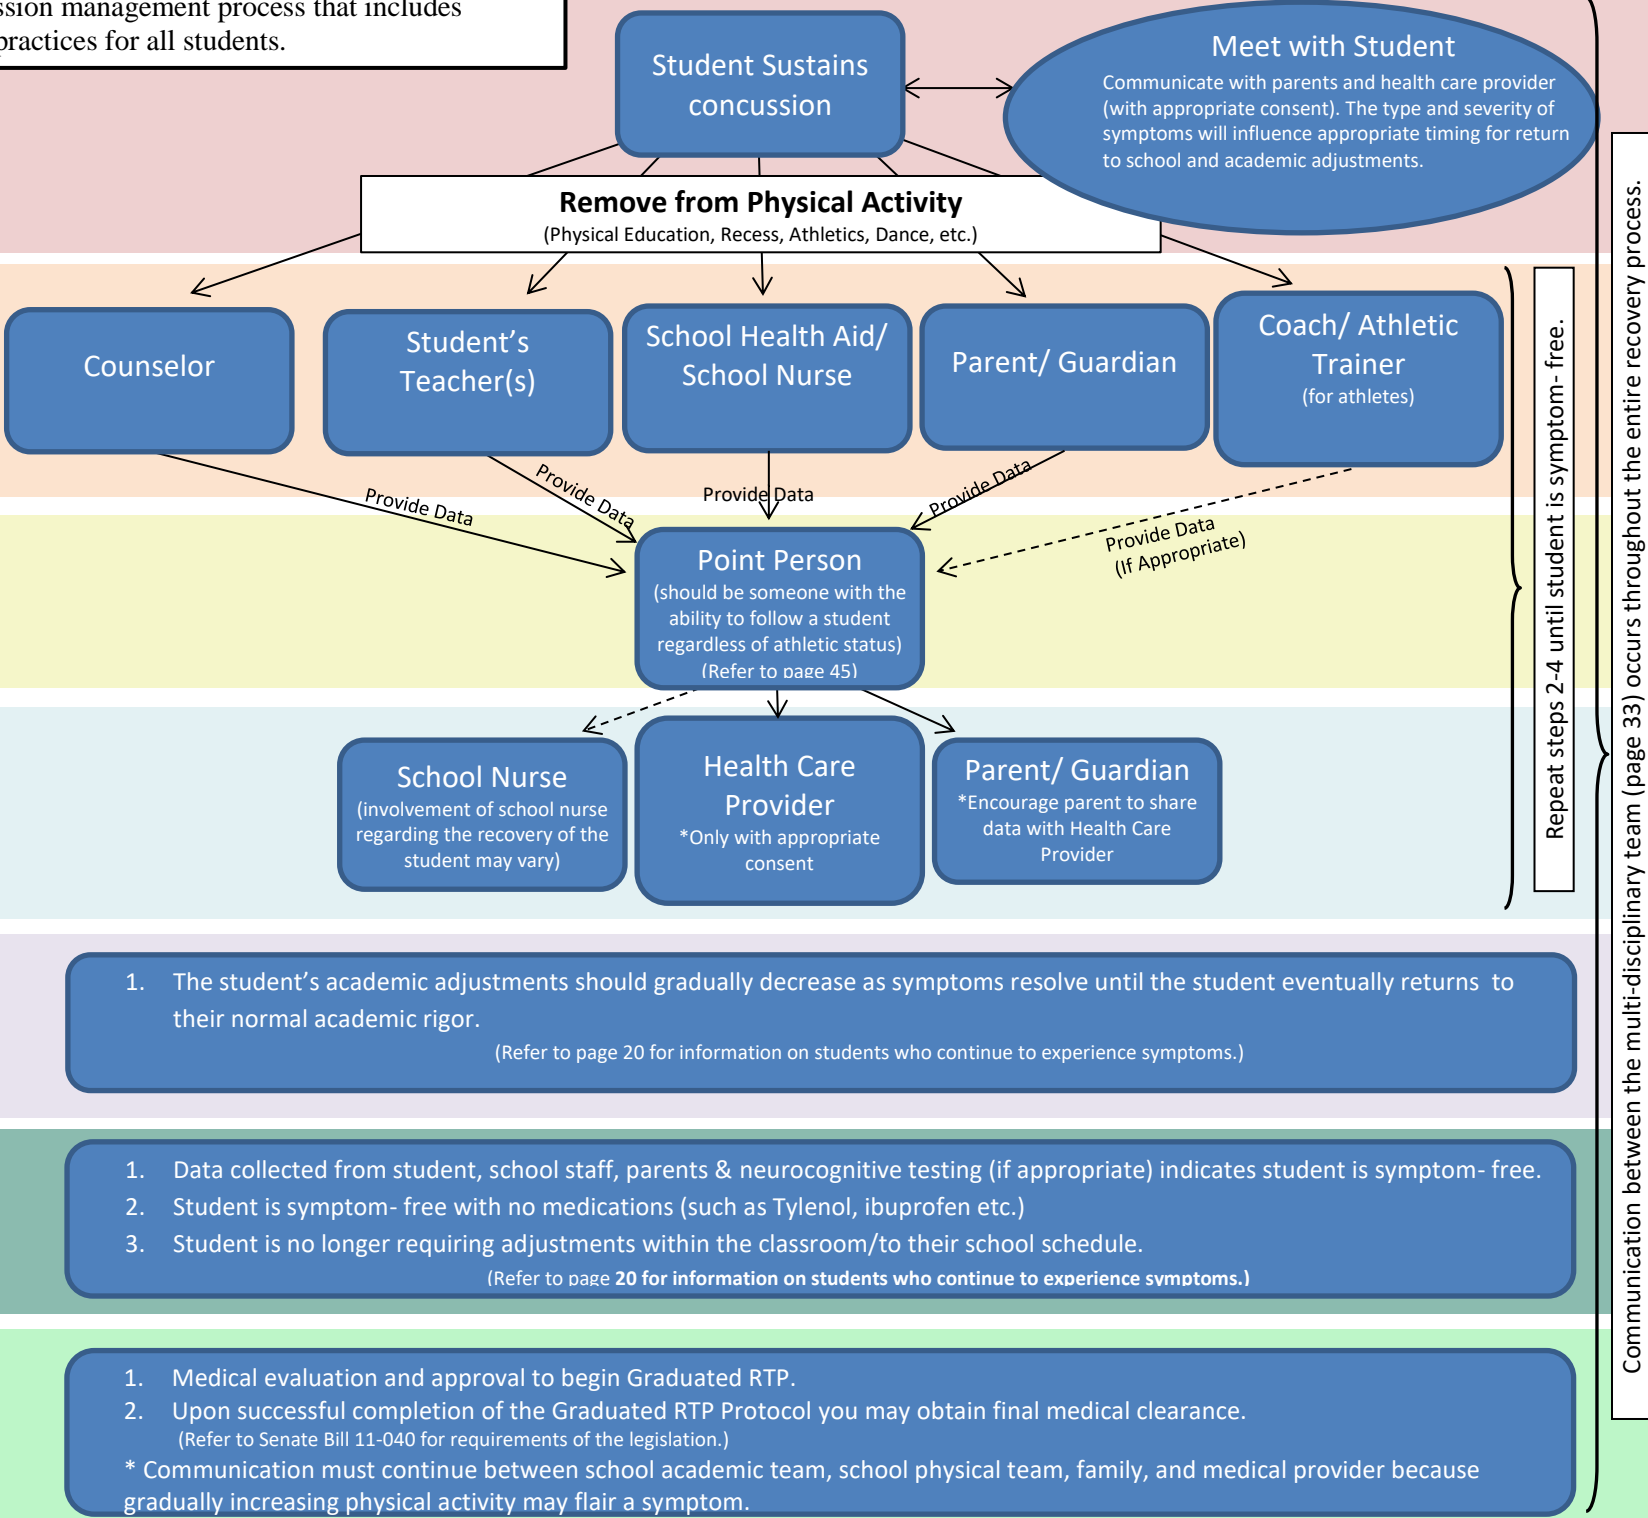 ssion management process that includes
practices for all students.
Student Sustains
concussion
Meet with Student
Communicate with parents and health care provider
(with appropriate consent). The type and severity of
symptoms will influence appropriate timing for return
to school and academic adjustments.
Remove from Physical Activity
(Physical Education, Recess, Athletics, Dance, etc.)
Counselor
Student’s
Teacher(s)
School Health Aid/
School Nurse
Parent/ Guardian
Coach/ Athletic
Trainer
(for athletes)
Provide Data
Provide Data
Provide Data
Provide Data
Provide Data
(If Appropriate)
Point Person
(should be someone with the
ability to follow a student
regardless of athletic status)
(Refer to page 45)
School Nurse
(involvement of school nurse
regarding the recovery of the
student may vary)
Health Care
Provider
*Only with appropriate
consent
Parent/ Guardian
*Encourage parent to share
data with Health Care
Provider
Repeat steps 2-4 until student is symptom- free.
Communication between the multi-disciplinary team (page 33) occurs throughout the entire recovery process.
1. The student’s academic adjustments should gradually decrease as symptoms resolve until the student eventually returns to
their normal academic rigor.
(Refer to page 20 for information on students who continue to experience symptoms.)
1. Data collected from student, school staff, parents & neurocognitive testing (if appropriate) indicates student is symptom- free.
2. Student is symptom- free with no medications (such as Tylenol, ibuprofen etc.)
3. Student is no longer requiring adjustments within the classroom/to their school schedule.
(Refer to page 20 for information on students who continue to experience symptoms.)
1. Medical evaluation and approval to begin Graduated RTP.
2. Upon successful completion of the Graduated RTP Protocol you may obtain final medical clearance.
(Refer to Senate Bill 11-040 for requirements of the legislation.)
* Communication must continue between school academic team, school physical team, family, and medical provider because
gradually increasing physical activity may flair a symptom.